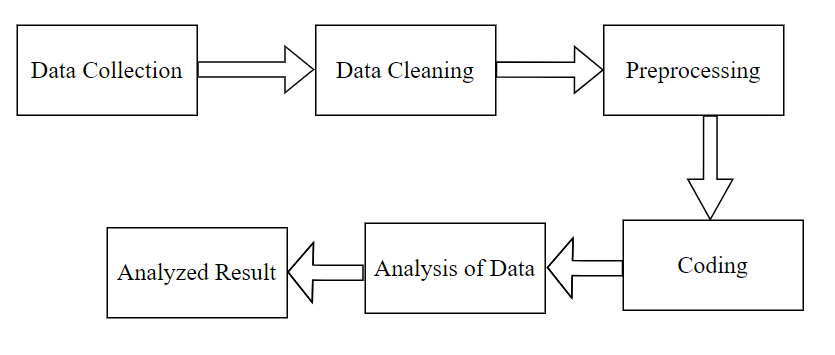 Data Collection
Data Cleaning
Preprocessing
Coding
Analysis of Data
Analyzed Result